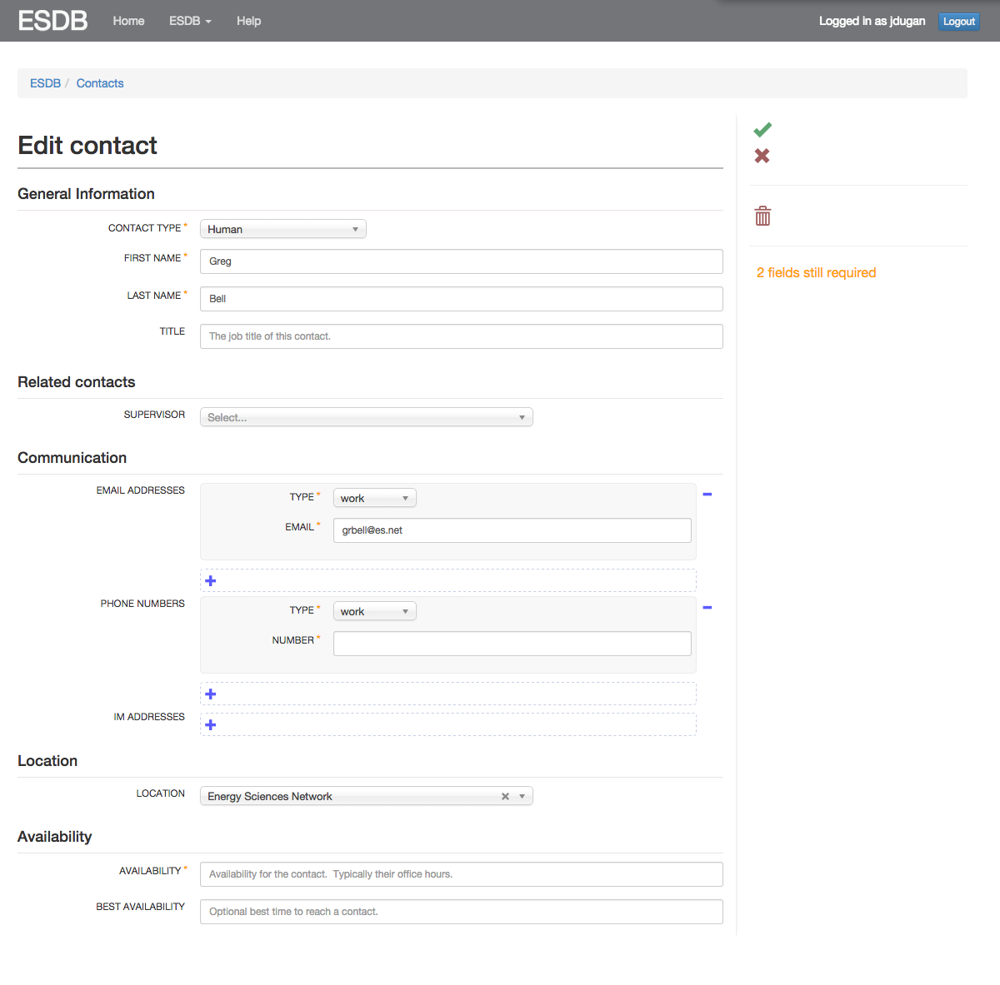 ESDB Home ESDB Help Logged in as jdugan Logout
ESDB / Contacts
Edit contact
General Information
CONTACT TYPE * Human
FIRST NAME * Greg
LAST NAME * Bell
TITLE The job title of this contact.
Related contacts
SUPERVISOR Select...
Communication
EMAIL ADDRESSES
TYPE * work
EMAIL * grbell@es.net
PHONE NUMBERS
TYPE * work
NUMBER *
IM ADDRESSES
Location
LOCATION Energy Sciences Network
Availability
AVAILABILITY * Availability for the contact.  Typically their office hours.
BEST AVAILABILITY Optional best time to reach a contact.
2 fields still required